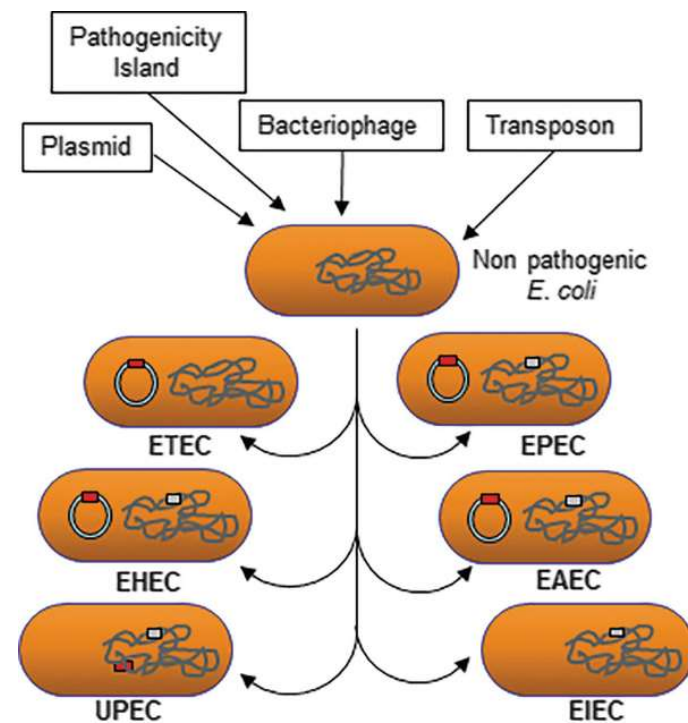 Pathogenicity
Island
Plasmid
Bacteriophage
Transposon
Non pathogenic
E. coli
ETEC
EPEC
EHEC
EAEC
UPEC
EIEC